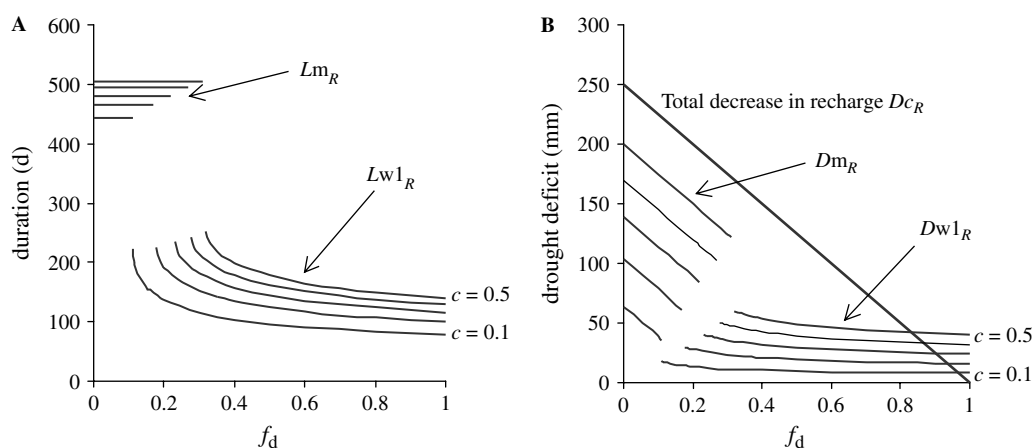 A
600
500
400
300
200
100
0
duration (d)
Lm_R
Lw1_R
c = 0.5
c = 0.1
0
0.2
0.4
0.6
0.8
1
f_d
B
300
250
200
150
100
50
0
drought deficit (mm)
Total decrease in recharge Dc_R
Dm_R
Dw1_R
c = 0.5
c = 0.1
0
0.2
0.4
0.6
0.8
1
f_d